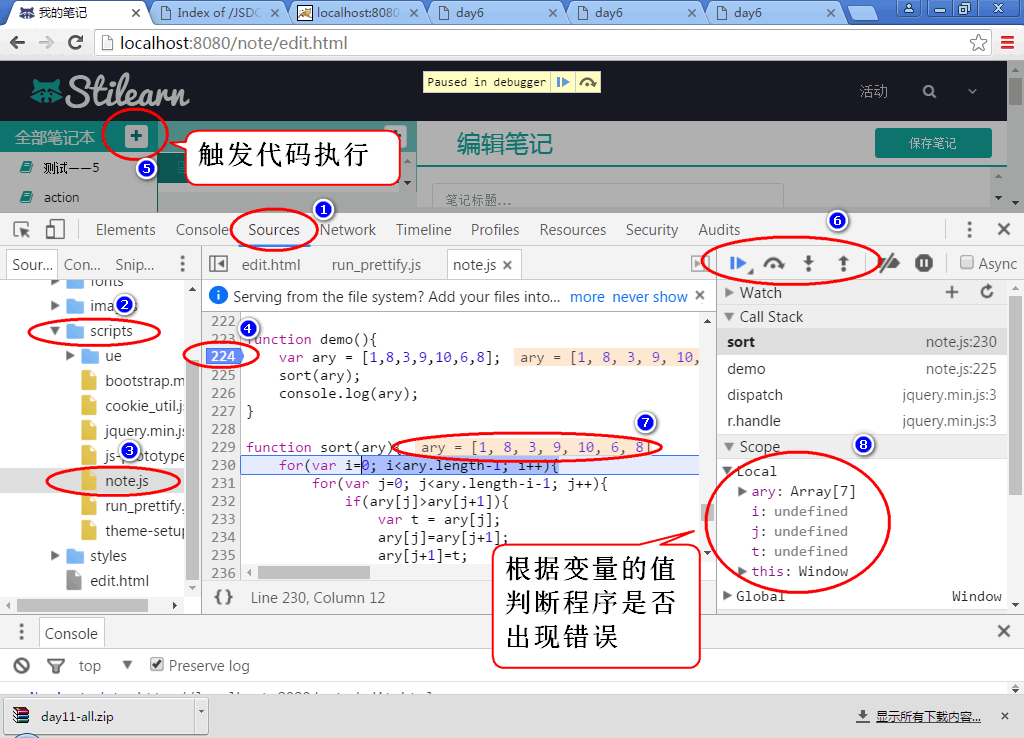 我的笔记
Index of /JSDO
localhost:8080
day6
day6
day6
localhost:8080/note/edit.html
Stilearn
Paused in debugger
活动
全部笔记本
触发代码执行
5
编辑笔记
保存笔记
测试——5
action
笔记标题...
1
6
Elements Console Sources Network Timeline Profiles Resources Security Audits
Sour... Con... Snip...
edit.html run_prettify.js note.js
Async
fonts
images
2
scripts
ue
bootstrap.m
cookie_util.js
jquery.min.js
3
js-prototype
note.js
run_prettify.
theme-setup
styles
edit.html
Serving from the file system? Add your files into... more never show
4
222
223 function demo(){
224 var ary = [1,8,3,9,10,6,8]; ary = [1, 8, 3, 9, 10,
225 sort(ary);
226 console.log(ary);
227 }
228
7
229 function sort(ary){ ary = [1, 8, 3, 9, 10, 6, 8]
230 for(var i=0; i<ary.length-1; i++){
231 for(var j=0; j<ary.length-i-1; j++){
232 if(ary[j]>ary[j+1]){
233 var t = ary[j];
234 ary[j]=ary[j+1];
235 ary[j+1]=t;
236
{} Line 230, Column 12
Watch
Call Stack
sort note.js:230
demo note.js:225
dispatch jquery.min.js:3
r.handle jquery.min.js:3
Scope
8
Local
ary: Array[7]
i: undefined
j: undefined
t: undefined
this: Window
Global Window
根据变量的值
判断程序是否
出现错误
Console
top Preserve log
day11-all.zip
显示所有下载内容...